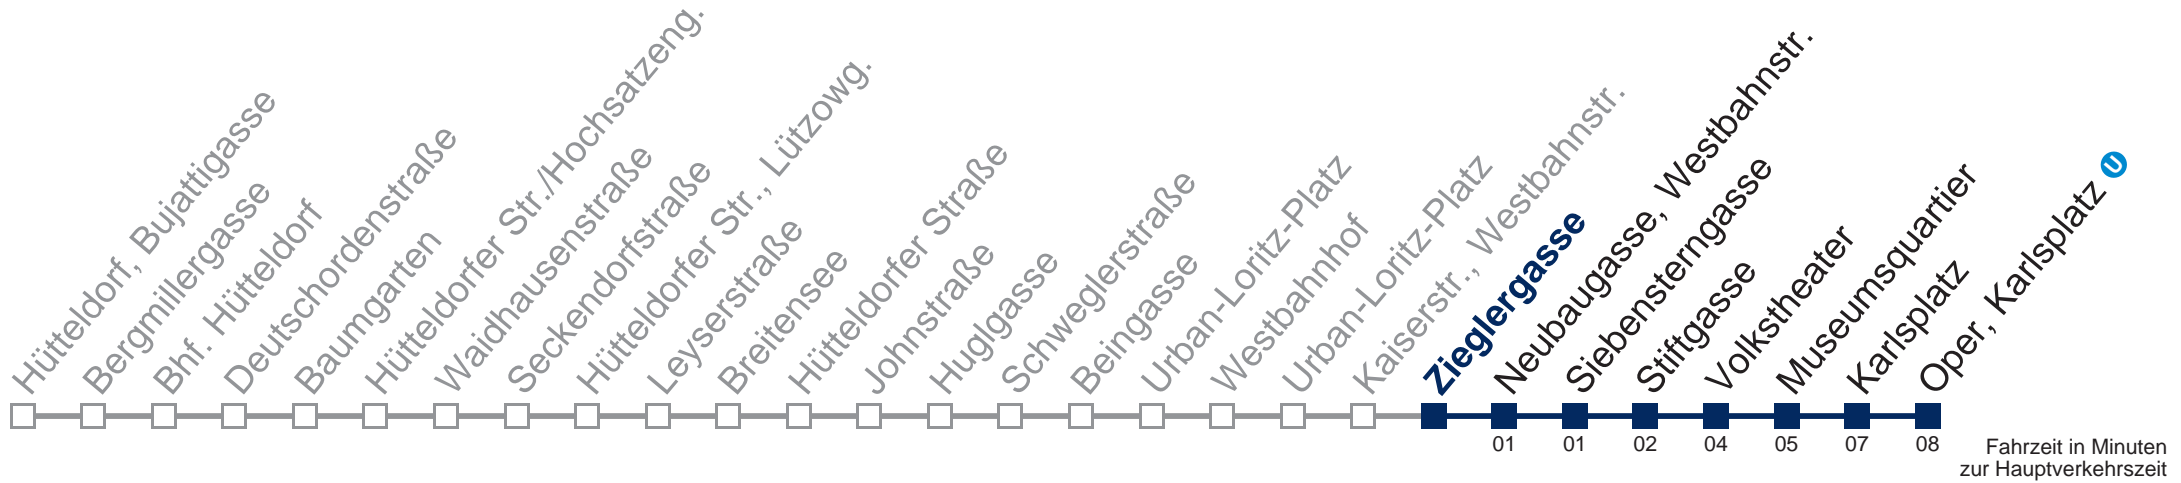 Hütteldorf, Bujattigasse
Bergmillergasse
Bhf. Hütteldorf
Deutschordenstraße
Baumgarten
Hütteldorfer Str./Hochsatzeng.
Waidhausenstraße
Seckendorfstraße
Hütteldorfer Str., Lützowg.
Leyserstraße
Breitensee
Hütteldorfer Straße
Johnstraße
Huglgasse
Schweglerstraße
Beingasse
Urban-Loritz-Platz
Westbahnhof
Urban-Loritz-Platz
Kaiserstr., Westbahnstr.
Zieglergasse
Neubaugasse, Westbahnstr.
Siebensterngasse
Stiftgasse
Volkstheater
Museumsquartier
Karlsplatz
Oper, Karlsplatz U
01 01 02 04 05 07 08
Fahrzeit in Minuten
zur Hauptverkehrszeit